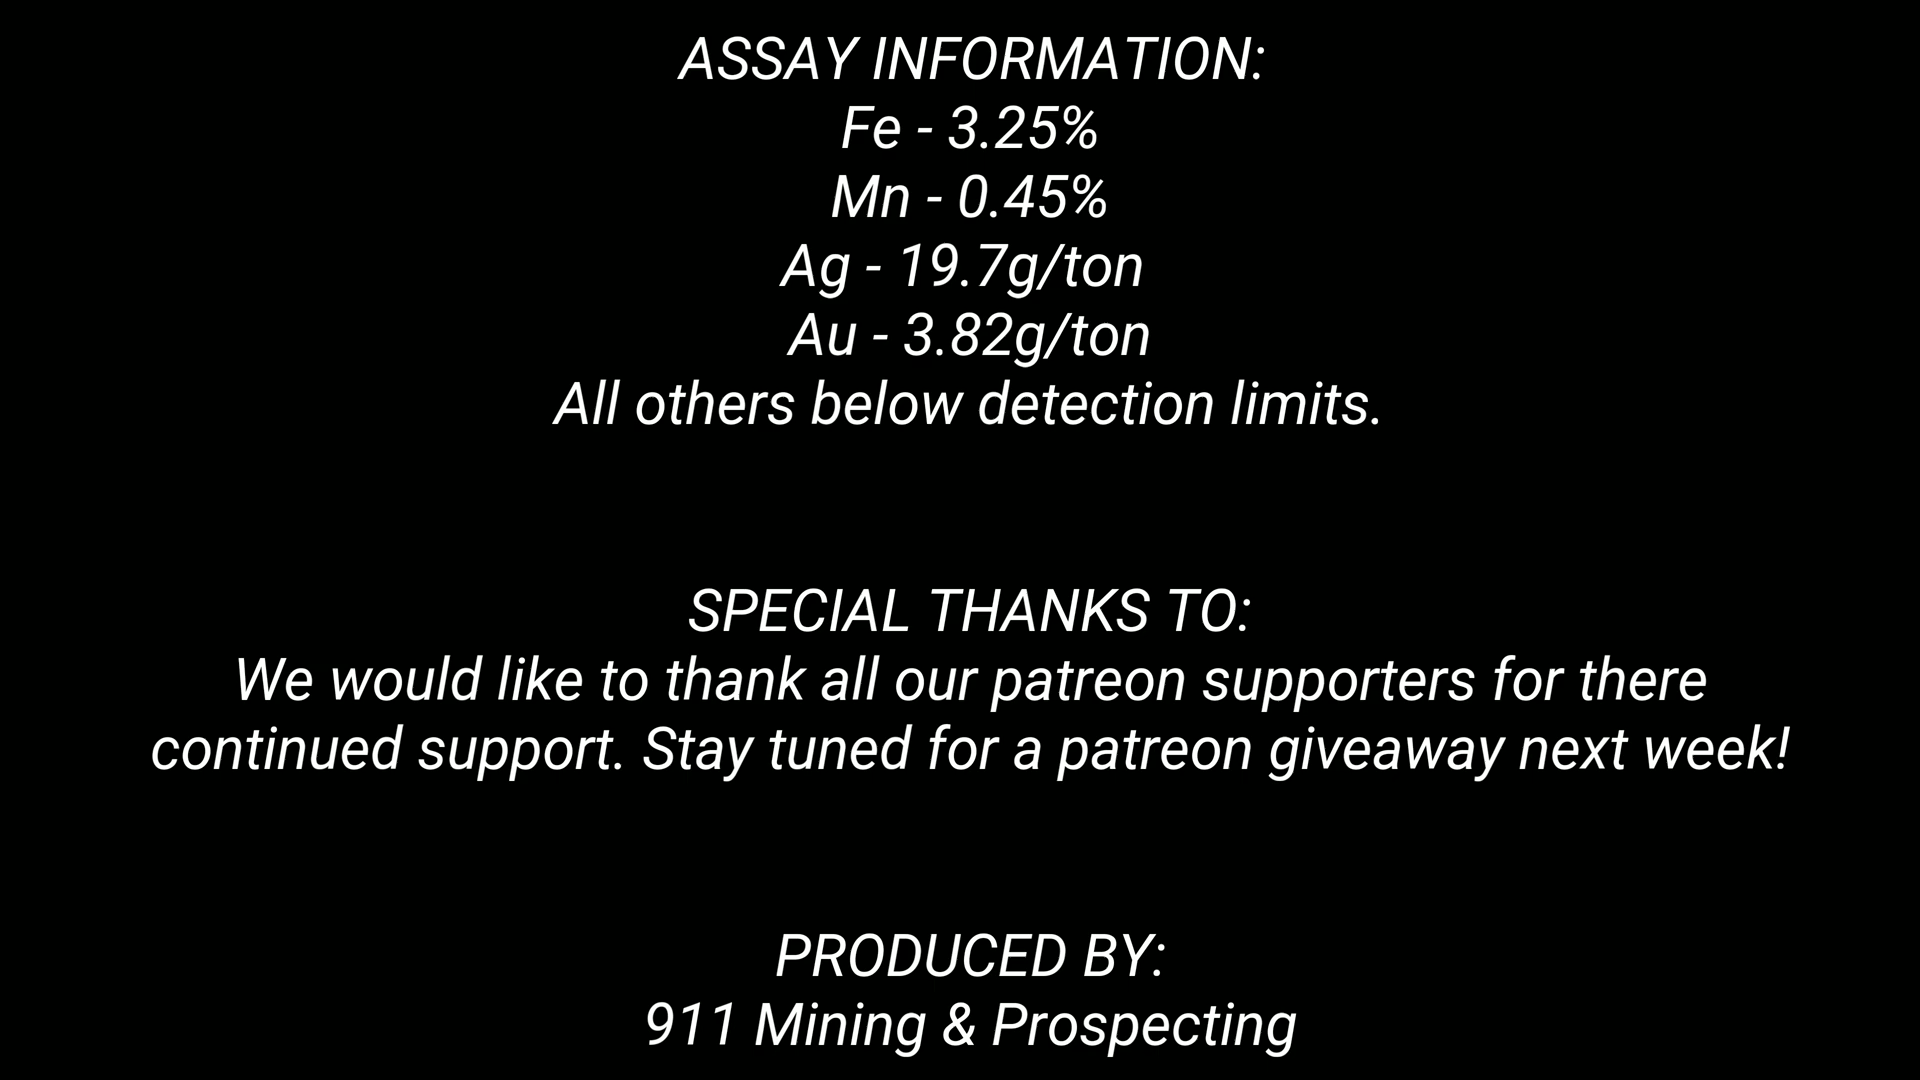 ASSAY INFORMATION:
Fe - 3.25%
Mn - 0.45%
Ag - 19.7g/ton
Au - 3.82g/ton
All others below detection limits.
SPECIAL THANKS TO:
We would like to thank all our patreon supporters for there
continued support. Stay tuned for a patreon giveaway next week!
PRODUCED BY:
911 Mining & Prospecting